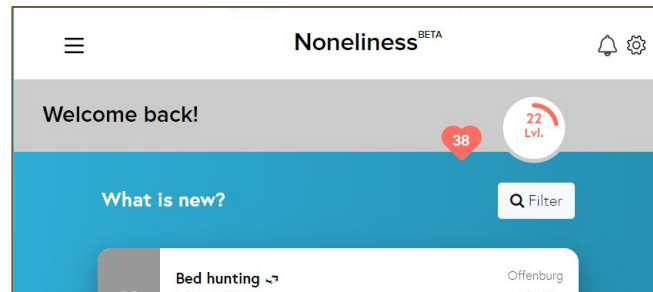 Noneliness BETA
Welcome back!
22
Lvl.
38
What is new?
Filter
Bed hunting
Offenburg